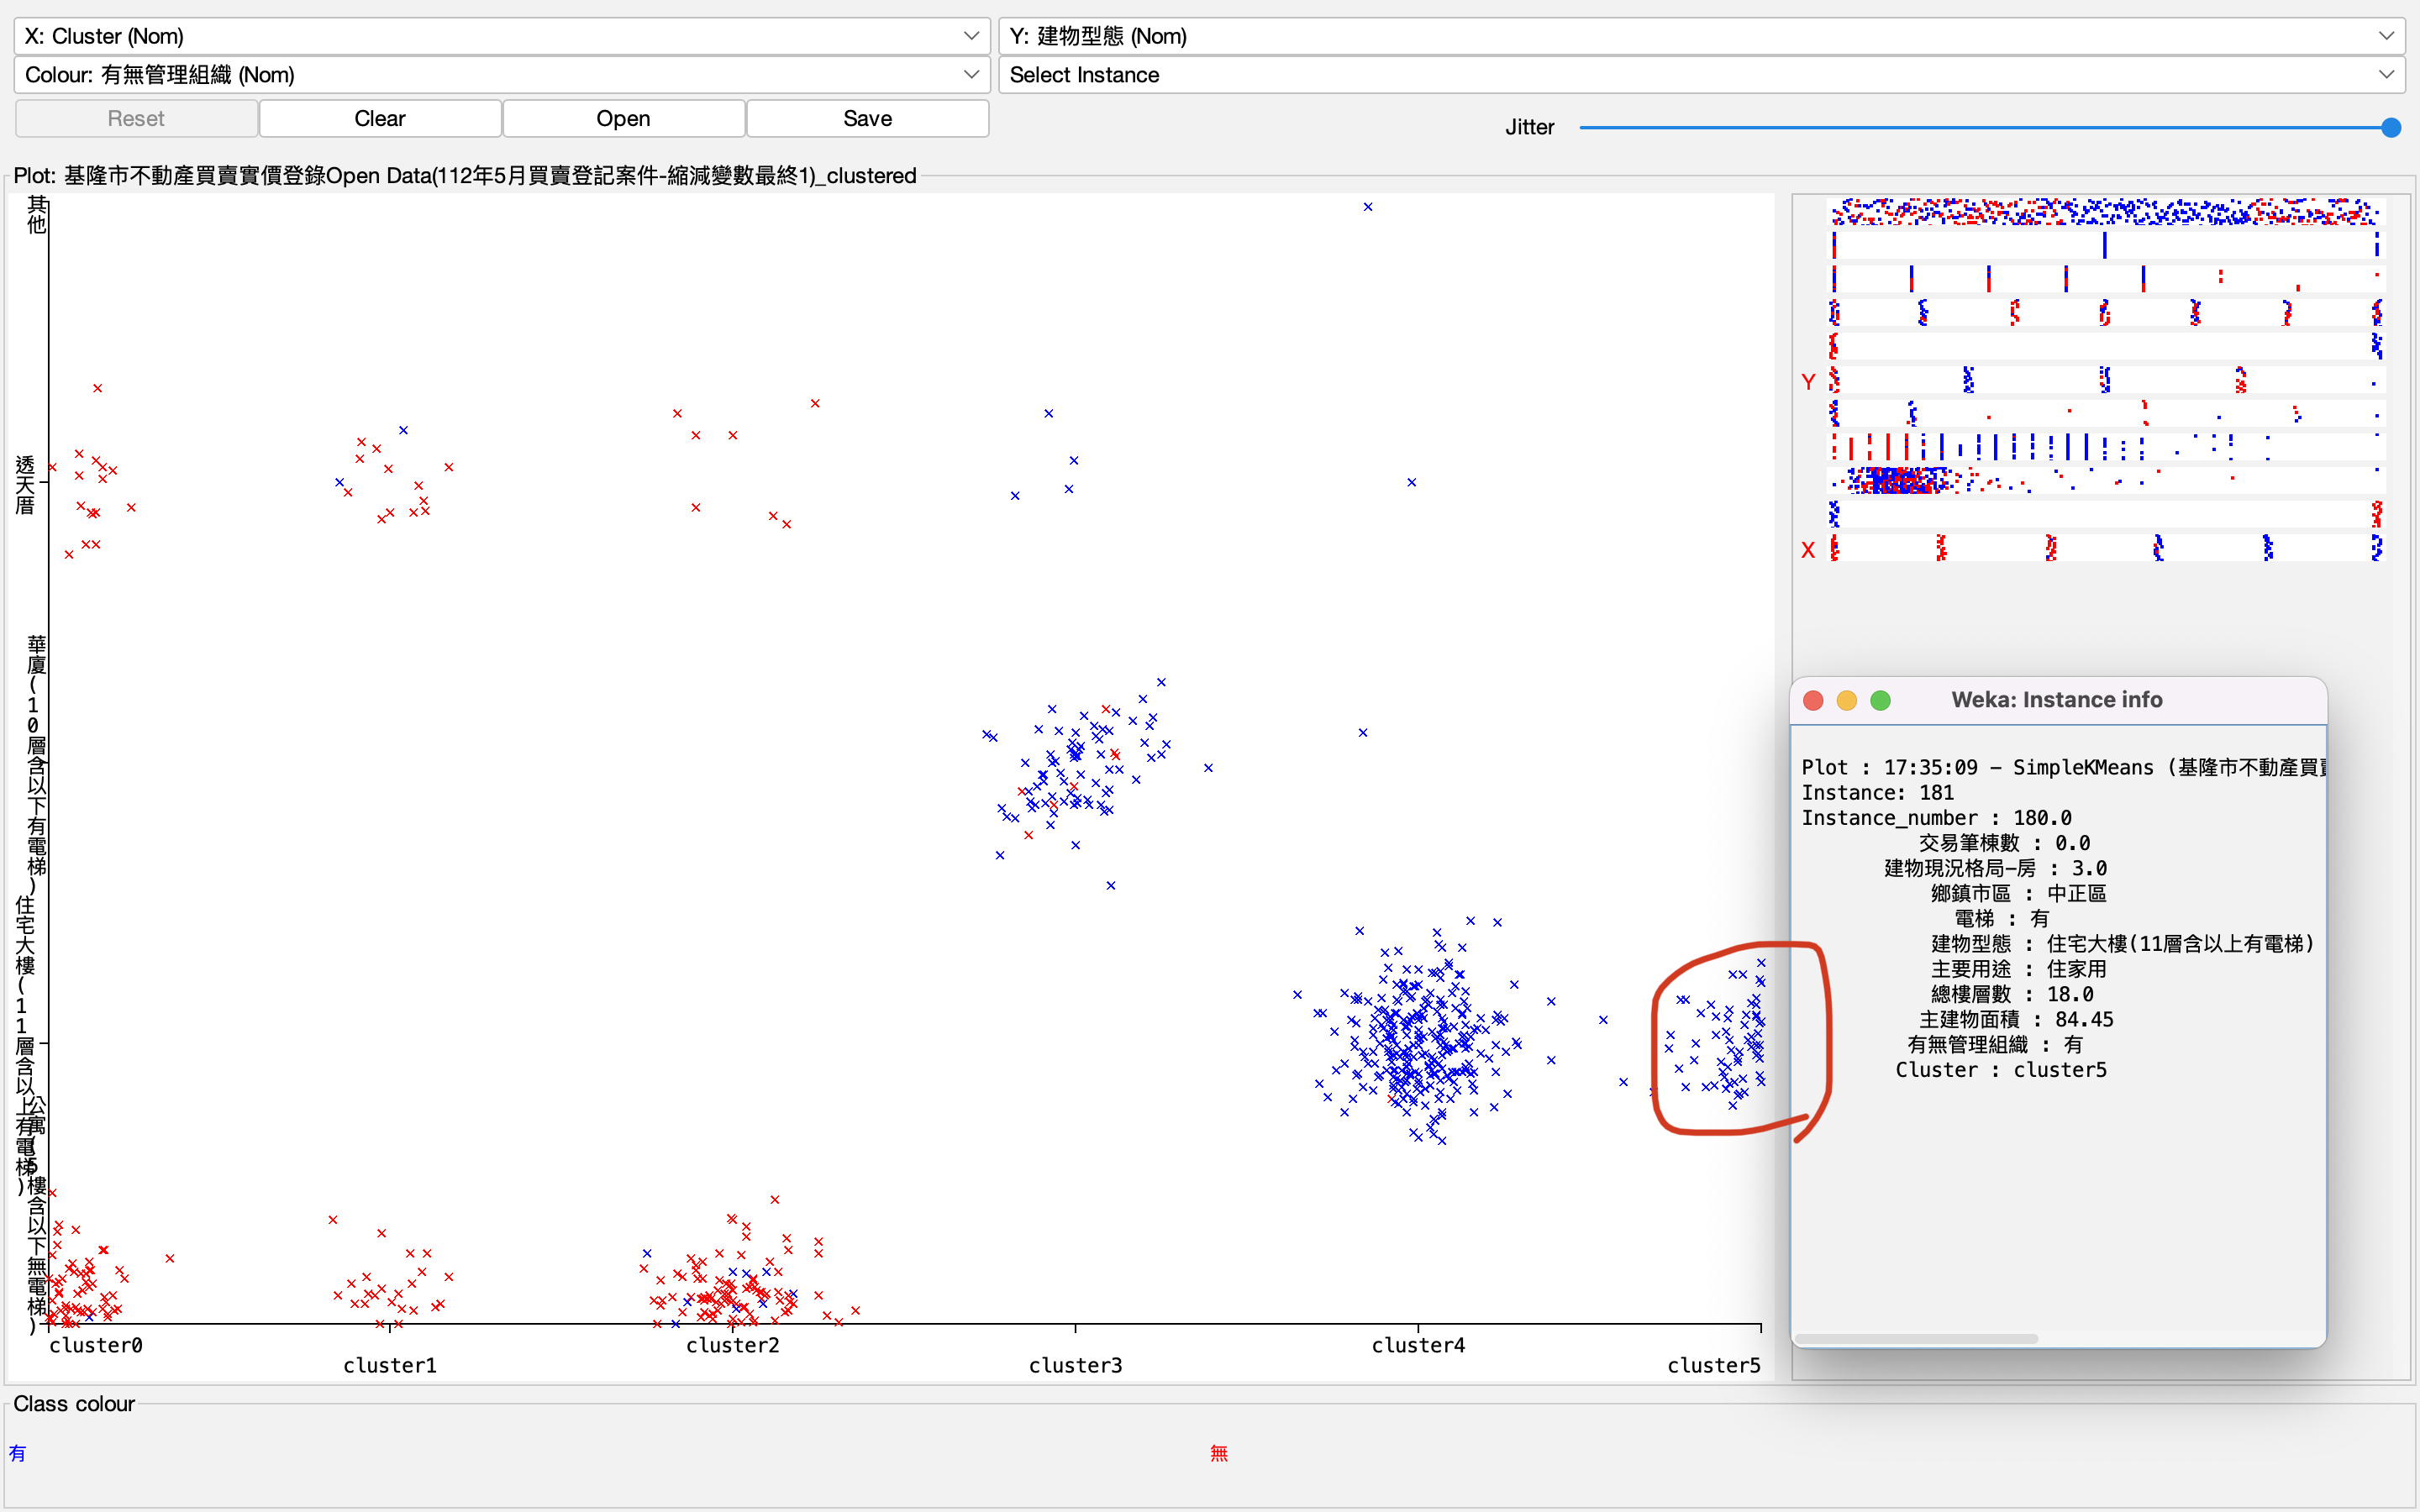 X: Cluster (Nom)
Y: 建物型態 (Nom)
Colour: 有無管理組織 (Nom)
Select Instance
Reset
Clear
Open
Save
Jitter
Plot: 基隆市不動產買賣實價登錄Open Data(112年5月買賣登記案件-縮減變數最終1)_clustered
其他
透天厝
華廈(10層含以下有電梯)
住宅大樓(11層含以上有電梯)
公寓(5樓含以下無電梯)
cluster0
cluster1
cluster2
cluster3
cluster4
cluster5
Y
X
Weka: Instance info
Plot : 17:35:09 – SimpleKMeans (基隆市不動產買
Instance: 181
Instance_number : 180.0
交易筆棟數 : 0.0
建物現況格局–房 : 3.0
鄉鎮市區 : 中正區
電梯 : 有
建物型態 : 住宅大樓(11層含以上有電梯)
主要用途 : 住家用
總樓層數 : 18.0
主建物面積 : 84.45
有無管理組織 : 有
Cluster : cluster5
Class colour
有
無